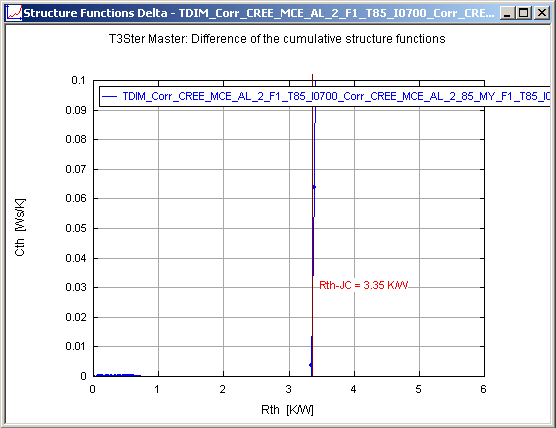 Structure Functions Delta - TDIM_Corr_CREE_MCE_AL_2_F1_T85_I0700_Corr_CRE...
T3Ster Master: Difference of the cumulative structure functions
0.1
TDIM_Corr_CREE_MCE_AL_2_F1_T85_I0700_Corr_CREE_MCE_AL_2_85_MY_F1_T85_I0
0.09
0.08
0.07
0.06
0.05
0.04
0.03
0.02
0.01
0
Cth [Ws/K]
Rth-JC = 3.35 K/W
0 1 2 3 4 5 6
Rth [K/W]